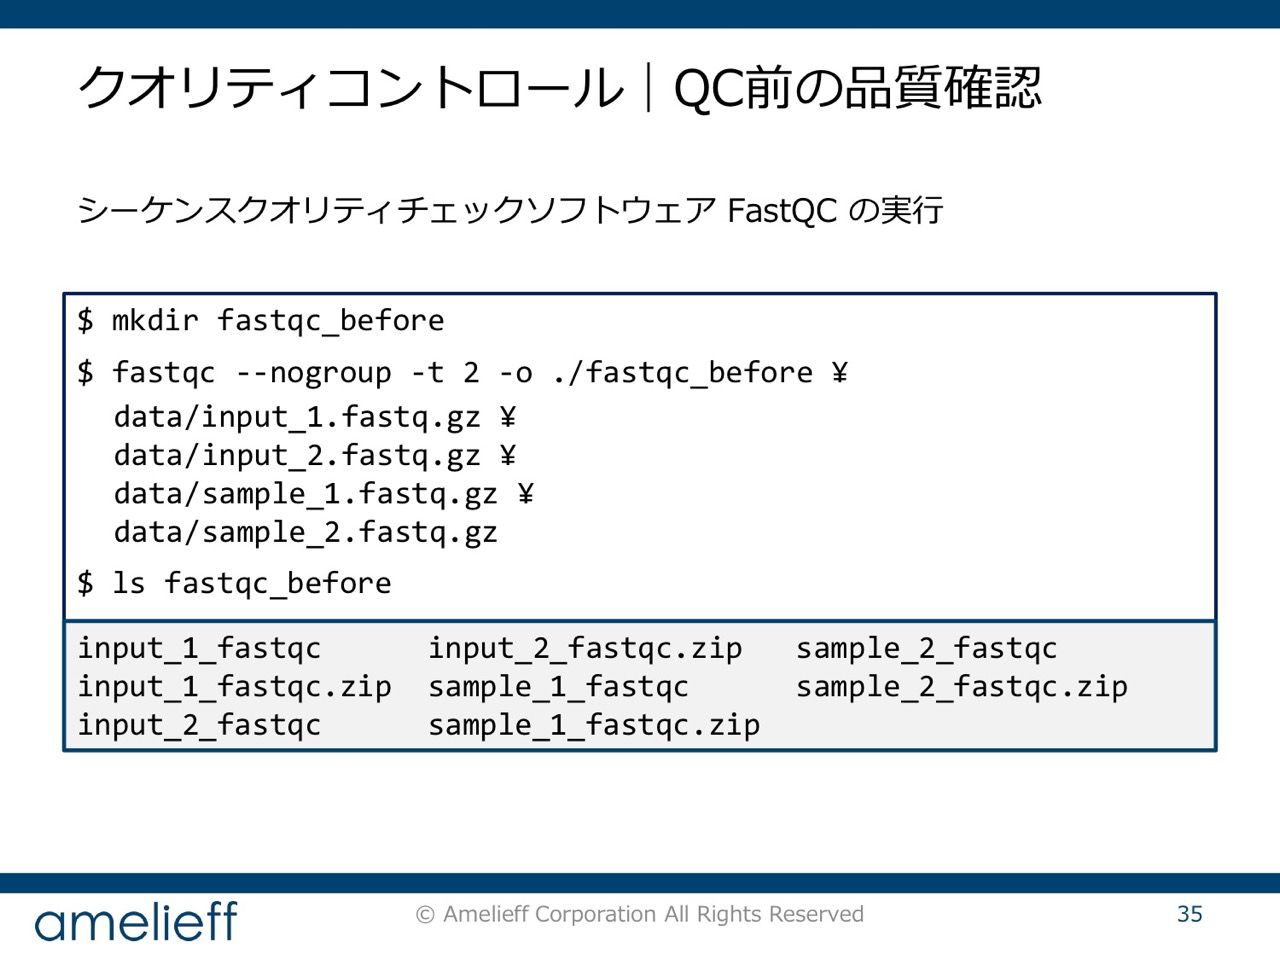 クオリティコントロール｜QC前の品質確認
シーケンスクオリティチェックソフトウェア FastQC の実行
$ mkdir fastqc_before
$ fastqc --nogroup -t 2 -o ./fastqc_before ¥
data/input_1.fastq.gz ¥
data/input_2.fastq.gz ¥
data/sample_1.fastq.gz ¥
data/sample_2.fastq.gz
$ ls fastqc_before
input_1_fastqc input_2_fastqc.zip sample_2_fastqc
input_1_fastqc.zip sample_1_fastqc sample_2_fastqc.zip
input_2_fastqc sample_1_fastqc.zip
amelieff © Amelieff Corporation All Rights Reserved 35